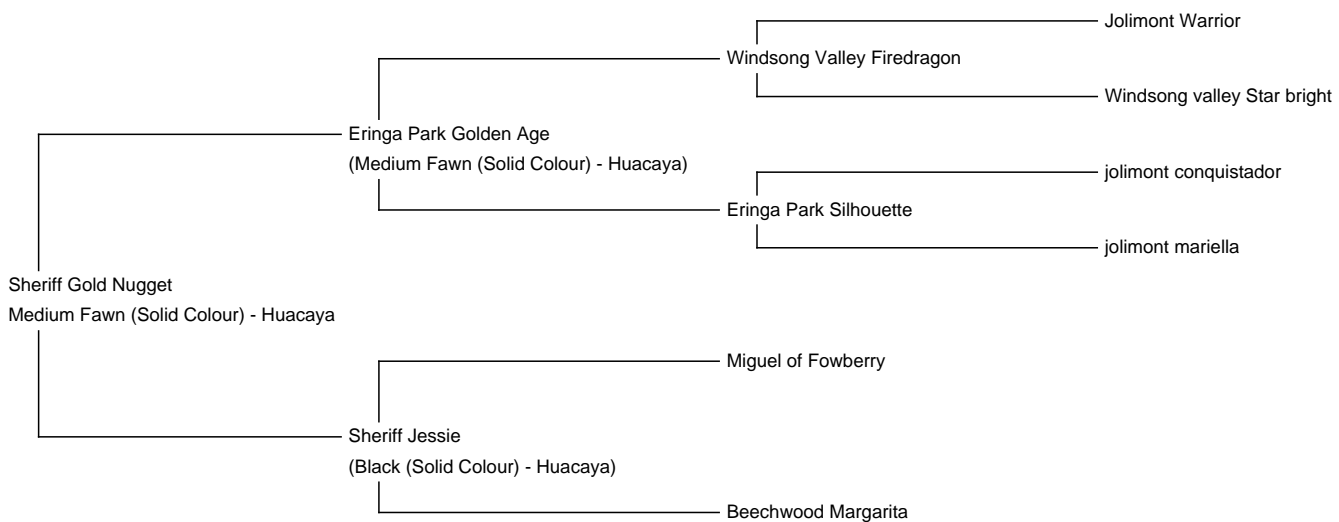 Jolimont Warrior
Windsong Valley Firedragon
Windsong valley Star bright
Eringa Park Golden Age
(Medium Fawn (Solid Colour) - Huacaya)
jolimont conquistador
Eringa Park Silhouette
jolimont mariella
Sheriff Gold Nugget
Medium Fawn (Solid Colour) - Huacaya
Miguel of Fowberry
Sheriff Jessie
(Black (Solid Colour) - Huacaya)
Beechwood Margarita